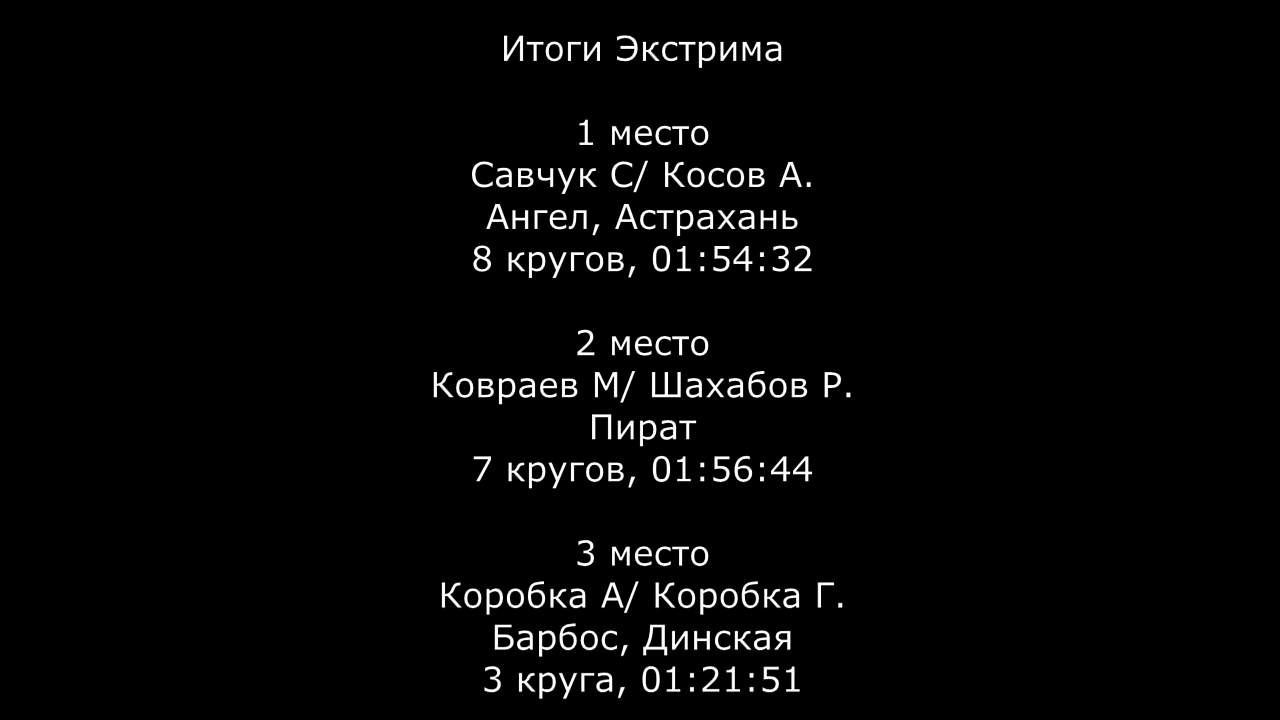 Итоги Экстрима
1 место
Савчук С/ Косов А.
Ангел, Астрахань
8 кругов, 01:54:32
2 место
Ковраев М/ Шахабов Р.
Пират
7 кругов, 01:56:44
3 место
Коробка А/ Коробка Г.
Барбос, Динская
3 круга, 01:21:51